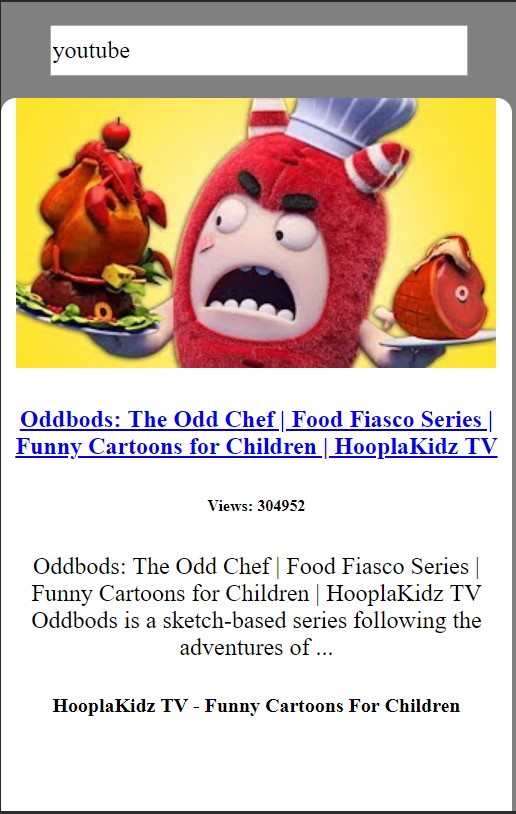 youtube
Oddbods: The Odd Chef | Food Fiasco Series |
Funny Cartoons for Children | HooplaKidz TV
Views: 304952
Oddbods: The Odd Chef | Food Fiasco Series |
Funny Cartoons for Children | HooplaKidz TV
Oddbods is a sketch-based series following the
adventures of ...
HooplaKidz TV - Funny Cartoons For Children